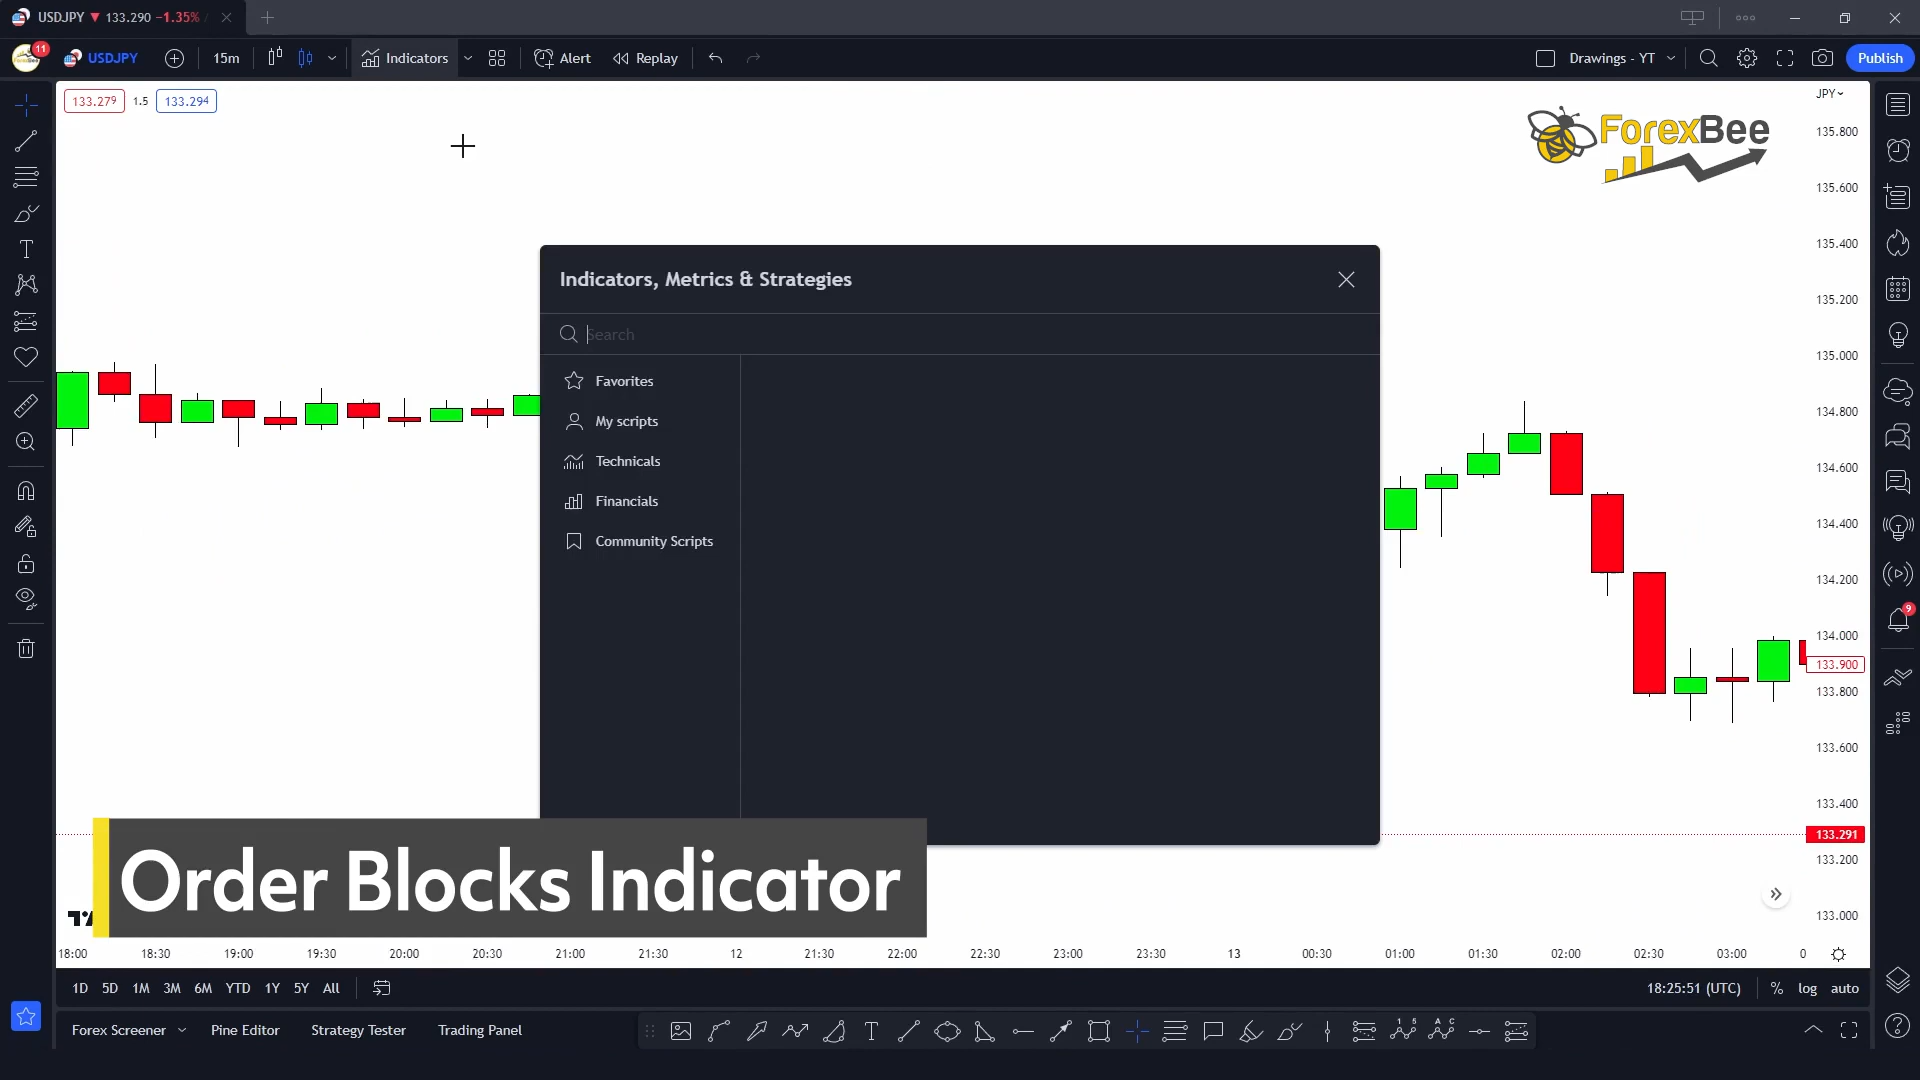 USDJPY ▼ 133.290 −1.35% /
11
USDJPY
15m
Indicators
Alert
Replay
Drawings - YT
Publish
133.279
1.5
133.294
JPY
ForexBee
135.800
135.600
135.400
135.200
135.000
134.800
134.600
134.400
134.200
134.000
133.900
133.800
133.600
133.400
133.291
133.200
133.000
9
Indicators, Metrics & Strategies
Search
Favorites
My scripts
Technicals
Financials
Community Scripts
Order Blocks Indicator
18:00 18:30 19:00 19:30 20:00 20:30 21:00 21:30 12 21:30 22:00 22:30 23:00 23:30 13 00:30 01:00 01:30 02:00 02:30 03:00 0
1D 5D 1M 3M 6M YTD 1Y 5Y All
18:25:51 (UTC) % log auto
Forex Screener Pine Editor Strategy Tester Trading Panel